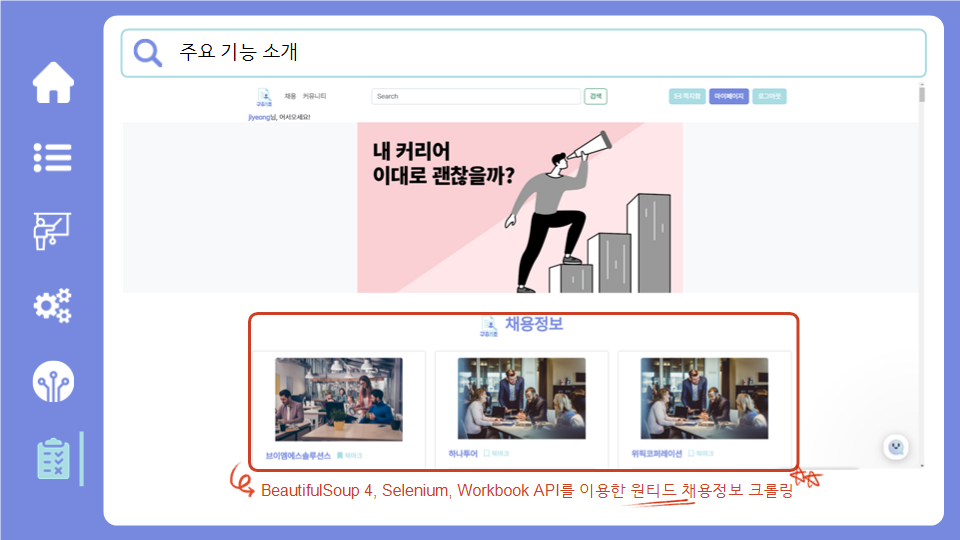 주요 기능 소개
채용 커뮤니티
Search
검색
마이페이지
로그아웃
Jiyeong님, 어서오세요!
내 커리어
이대로 괜찮을까?
채용정보
브이엠에스솔루션스 북마크
하나투어 북마크
위픽코퍼레이션 북마크
BeautifulSoup 4, Selenium, Workbook API를 이용한 원티드 채용정보 크롤링